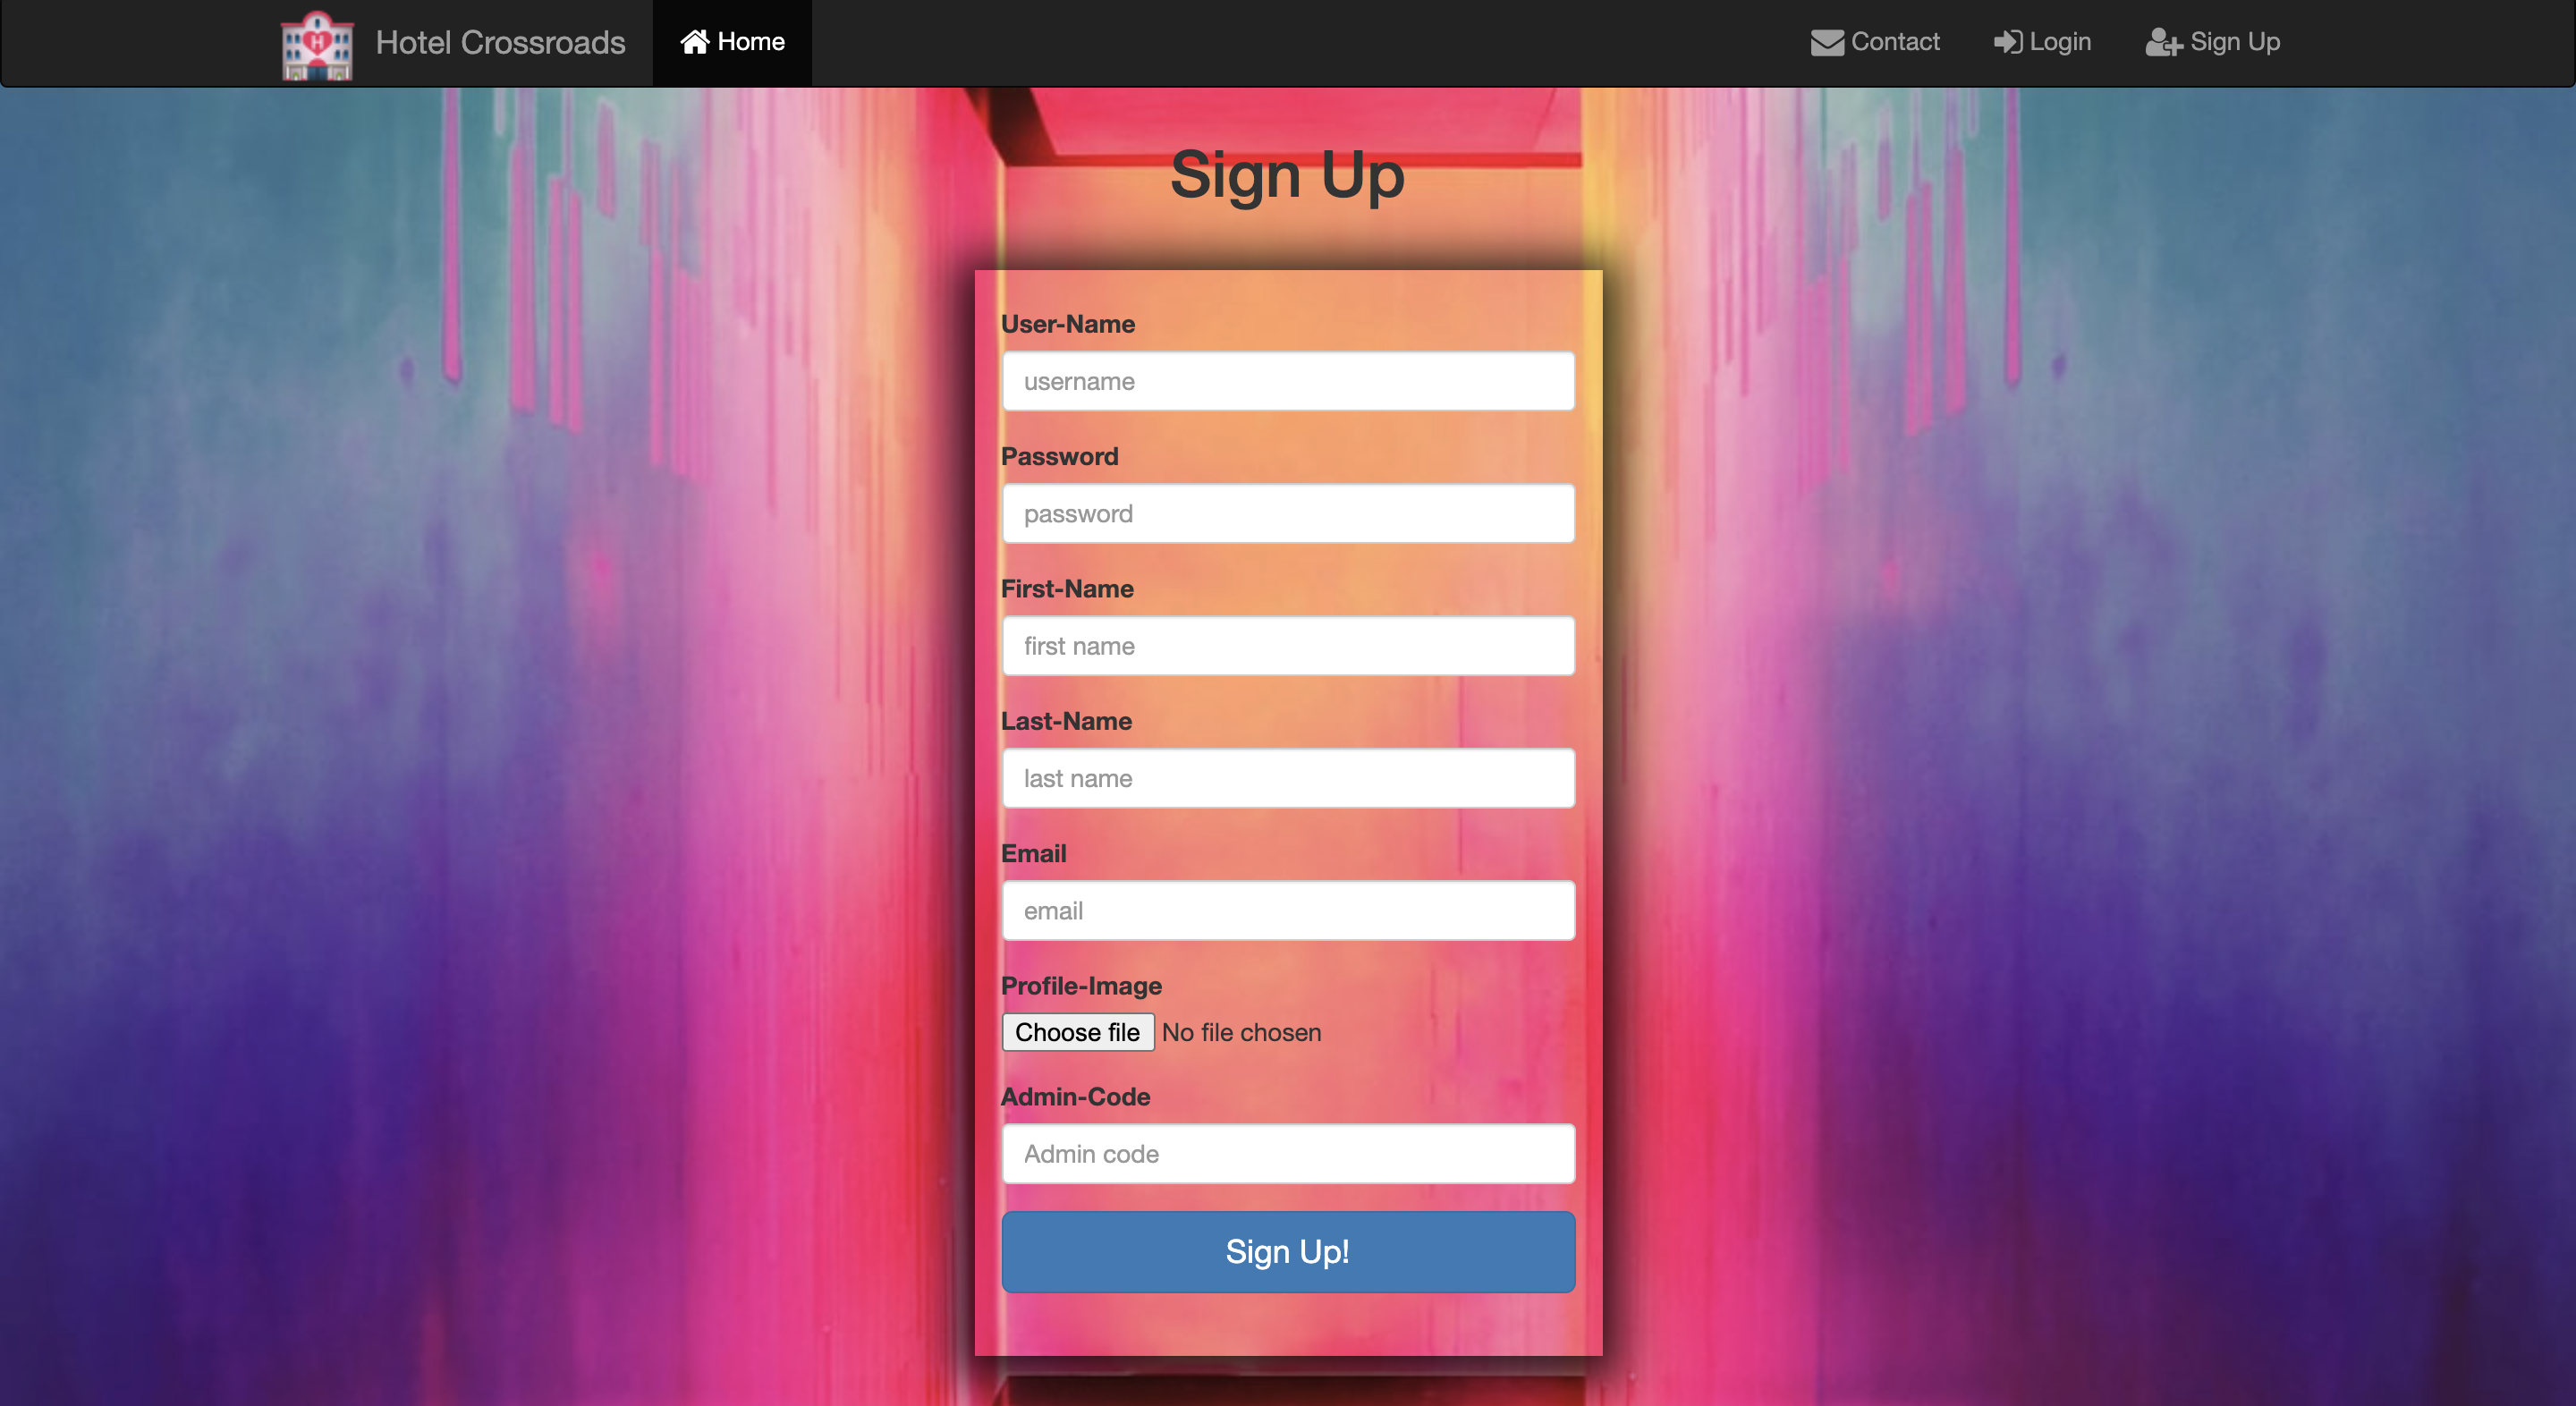 Hotel Crossroads
Home
Contact
Login
Sign Up
Sign Up
User-Name
username
Password
password
First-Name
first name
Last-Name
last name
Email
email
Profile-Image
Choose file No file chosen
Admin-Code
Admin code
Sign Up!